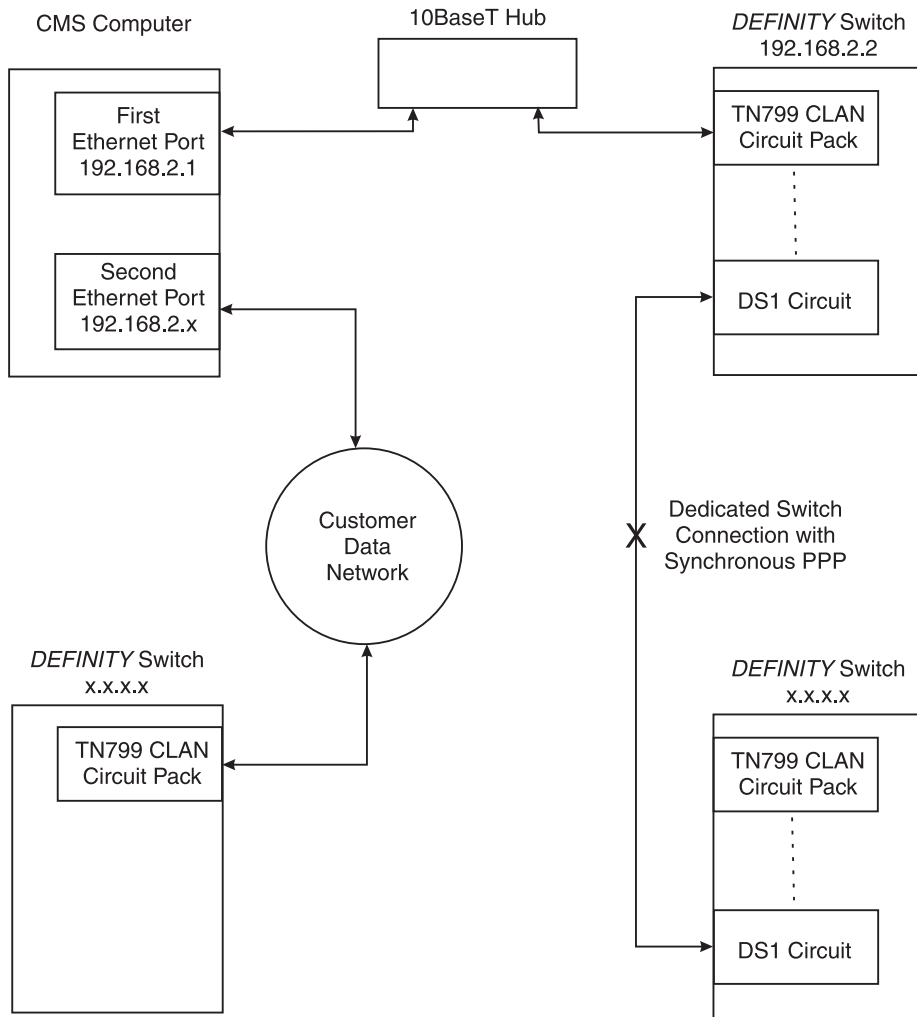 CMS Computer
10BaseT Hub
DEFINITY Switch
192.168.2.2
First
Ethernet Port
192.168.2.1
TN799 CLAN
Circuit Pack
Second
Ethernet Port
192.168.2.x
DS1 Circuit
Customer
Data
Network
X
Dedicated Switch
Connection with
Synchronous PPP
DEFINITY Switch
x.x.x.x
TN799 CLAN
Circuit Pack
DEFINITY Switch
x.x.x.x
TN799 CLAN
Circuit Pack
DS1 Circuit